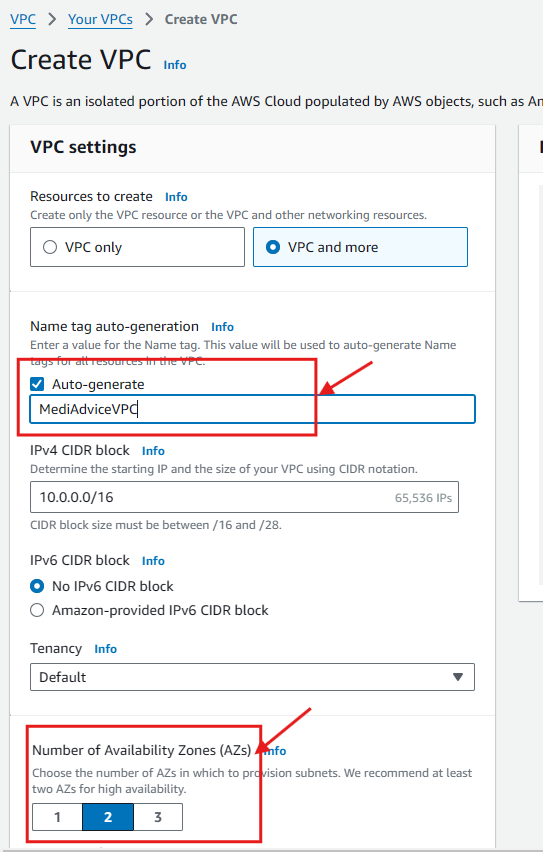 VPC > Your VPCs > Create VPC
Create VPC Info
A VPC is an isolated portion of the AWS Cloud populated by AWS objects, such as
VPC settings
Resources to create Info
Create only the VPC resource or the VPC and other networking resources.
VPC only VPC and more
Name tag auto-generation Info
Enter a value for the Name tag. This value will be used to auto-generate Name
tags for all resources in the VPC.
Auto-generate
MediAdviceVPC
IPv4 CIDR block Info
Determine the starting IP and the size of your VPC using CIDR notation.
10.0.0.0/16 65,536 IPs
CIDR block size must be between /16 and /28.
IPv6 CIDR block Info
No IPv6 CIDR block
Amazon-provided IPv6 CIDR block
Tenancy Info
Default
Number of Availability Zones (AZs) Info
Choose the number of AZs in which to provision subnets. We recommend at least
two AZs for high availability.
1 2 3